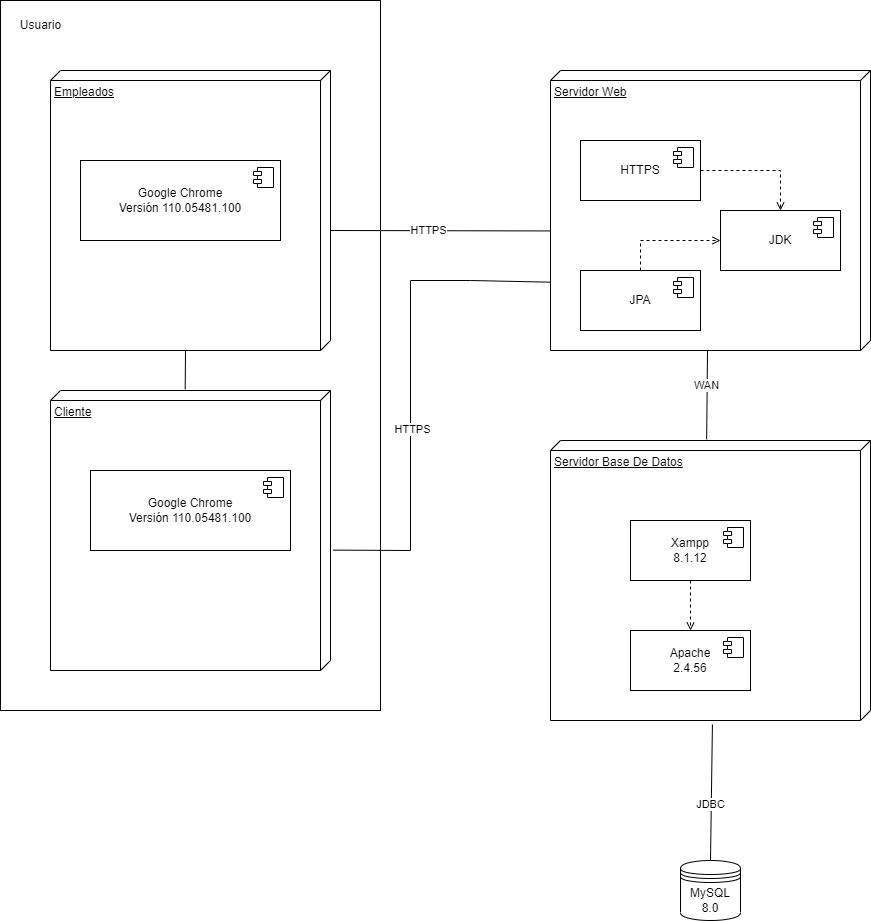 Usuario
Empleados
Google Chrome
Versión 110.05481.100
Cliente
Google Chrome
Versión 110.05481.100
HTTPS
HTTPS
Servidor Web
HTTPS
JDK
JPA
WAN
Servidor Base De Datos
Xampp
8.1.12
Apache
2.4.56
JDBC
MySQL
8.0